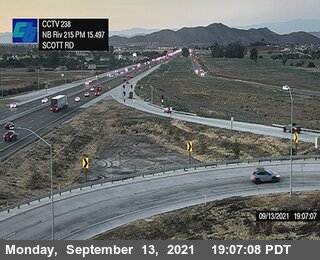 CCTV 238
NB Riv 215 PM 15.497
SCOTT RD
09/13/2021 19:07:07
Monday, September 13, 2021 19:07:08 PDT